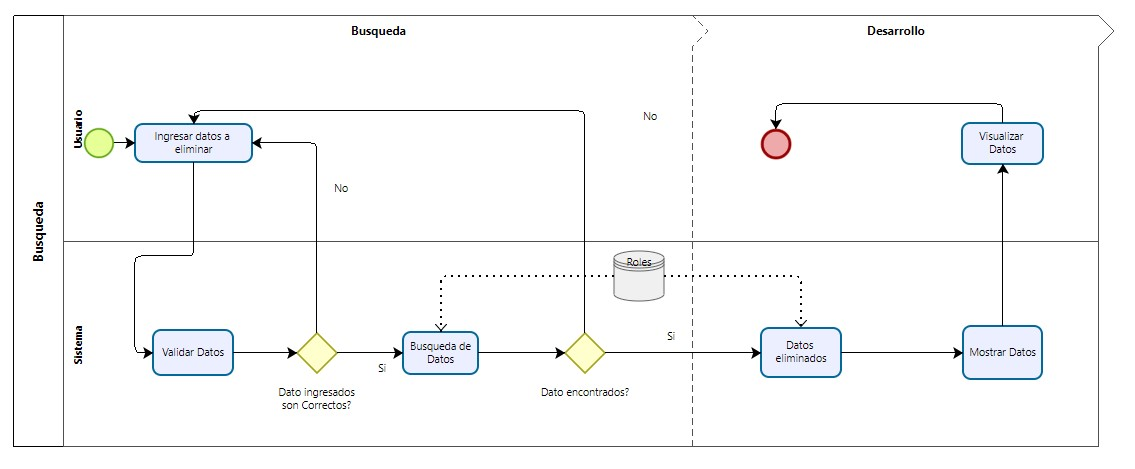 Busqueda
Desarrollo
Busqueda
Usuario
Ingresar datos a
eliminar
No
No
Visualizar
Datos
Sistema
Roles
Validar Datos
Si
Busqueda de
Datos
Si
Datos
eliminados
Mostrar Datos
Dato ingresados
son Correctos?
Dato encontrados?